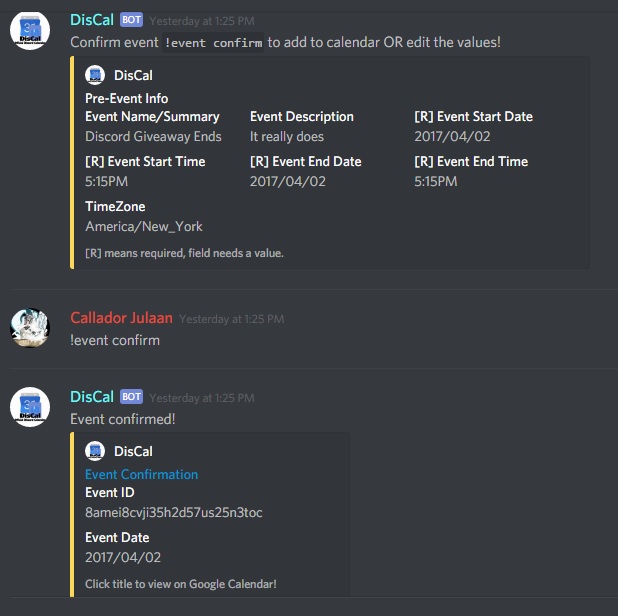 DisCal BOT Yesterday at 1:25 PM
Confirm event !event confirm to add to calendar OR edit the values!
DisCal
Pre-Event Info
Event Name/Summary Event Description [R] Event Start Date
Discord Giveaway Ends It really does 2017/04/02
[R] Event Start Time [R] Event End Date [R] Event End Time
5:15PM 2017/04/02 5:15PM
TimeZone
America/New_York
[R] means required, field needs a value.
Callador Julaan Yesterday at 1:25 PM
!event confirm
DisCal BOT Yesterday at 1:25 PM
Event confirmed!
DisCal
Event Confirmation
Event ID
8amei8cvji35h2d57us25n3toc
Event Date
2017/04/02
Click title to view on Google Calendar!